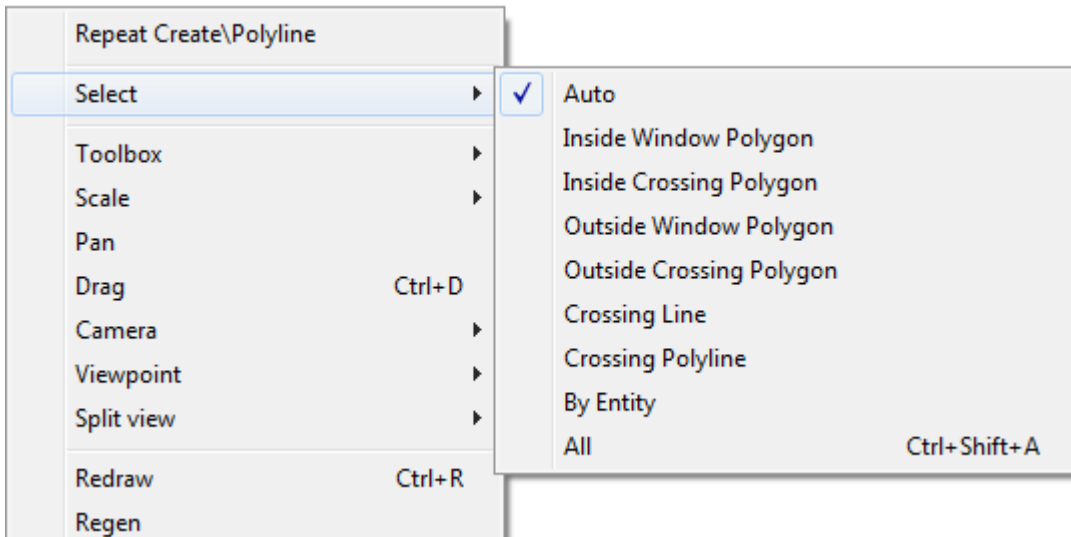 Repeat Create\Polyline
Select
Toolbox
Scale
Pan
Drag Ctrl+D
Camera
Viewpoint
Split view
Redraw Ctrl+R
Regen
Auto
Inside Window Polygon
Inside Crossing Polygon
Outside Window Polygon
Outside Crossing Polygon
Crossing Line
Crossing Polyline
By Entity
All Ctrl+Shift+A